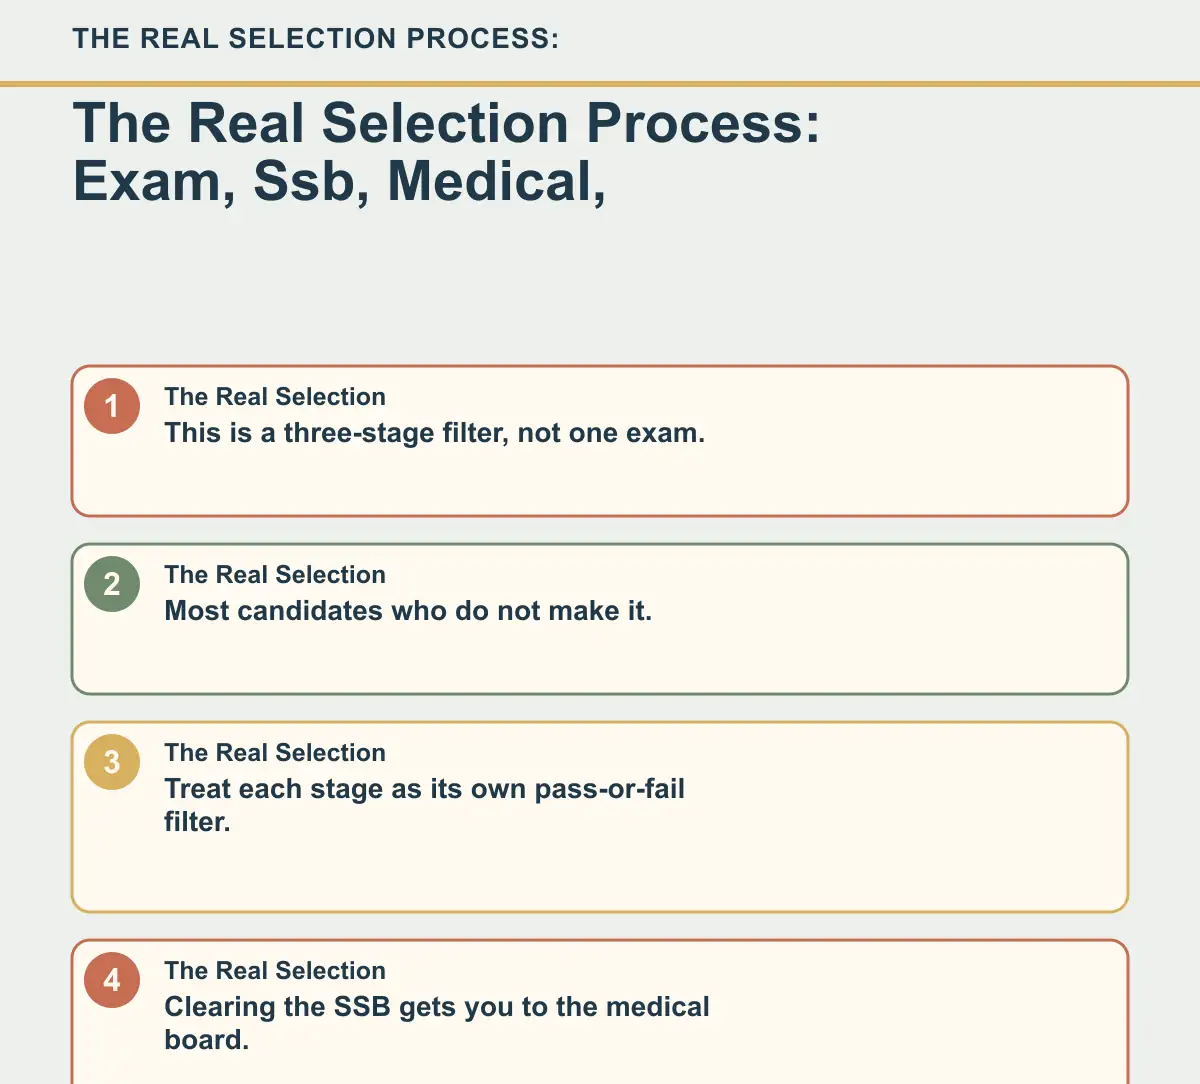 THE REAL SELECTION PROCESS:
The Real Selection Process:
Exam, Ssb, Medical,
1
The Real Selection
This is a three-stage filter, not one exam.
2
The Real Selection
Most candidates who do not make it.
3
The Real Selection
Treat each stage as its own pass-or-fail
filter.
4
The Real Selection
Clearing the SSB gets you to the medical
board.